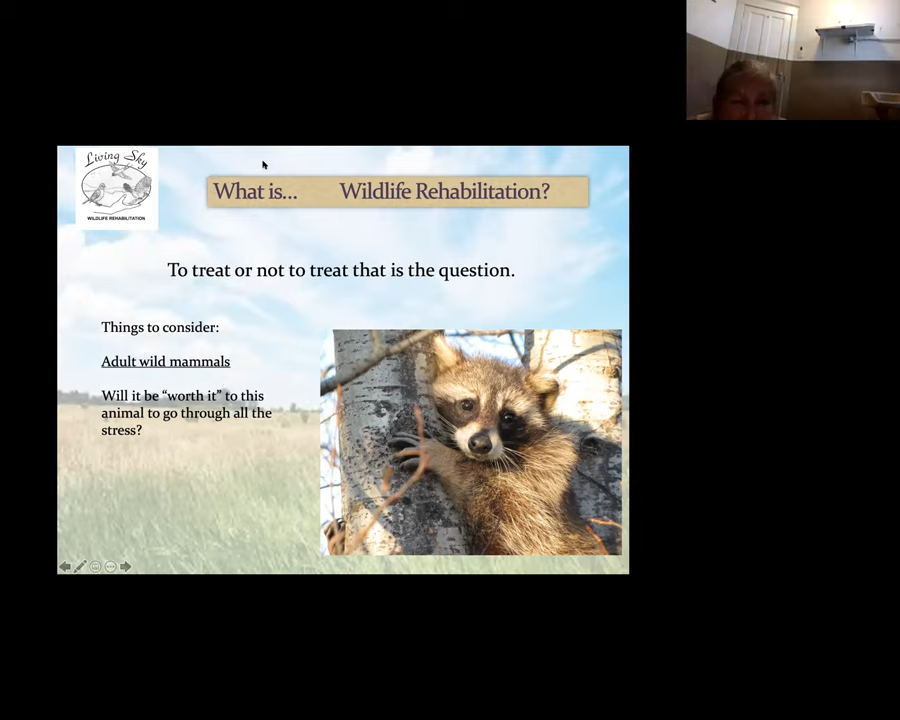 Living Sky
WILDLIFE REHABILITATION
What is... Wildlife Rehabilitation?
To treat or not to treat that is the question.
Things to consider:
Adult wild mammals
Will it be “worth it” to this
animal to go through all the
stress?